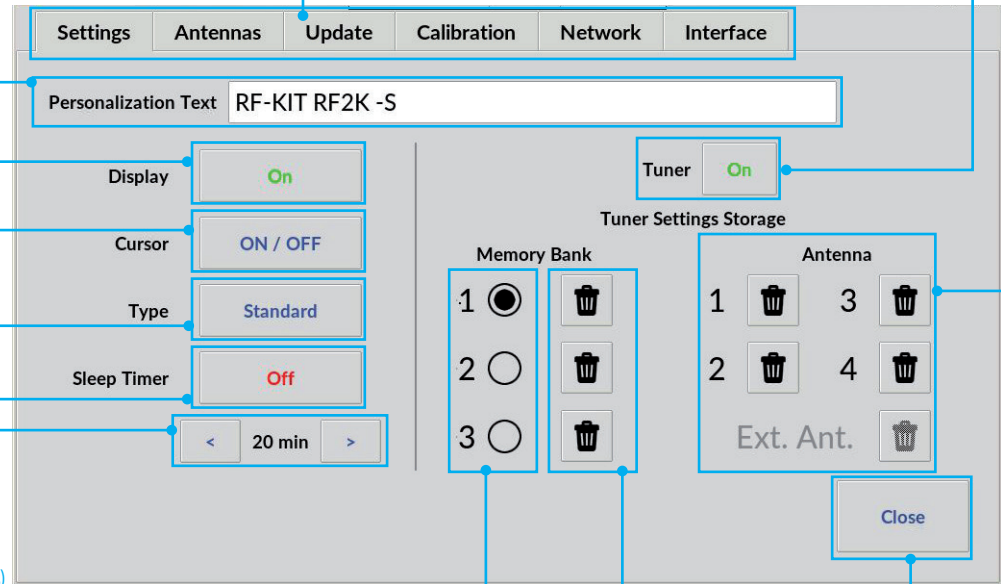 Settings Antennas Update Calibration Network Interface
Personalization Text RF-KIT RF2K -S
Display On
Cursor ON / OFF
Type Standard
Sleep Timer Off
< 20 min >
Tuner On
Tuner Settings Storage
Memory Bank
1
2
3
Antenna
1 3
2 4
Ext. Ant.
Close
)